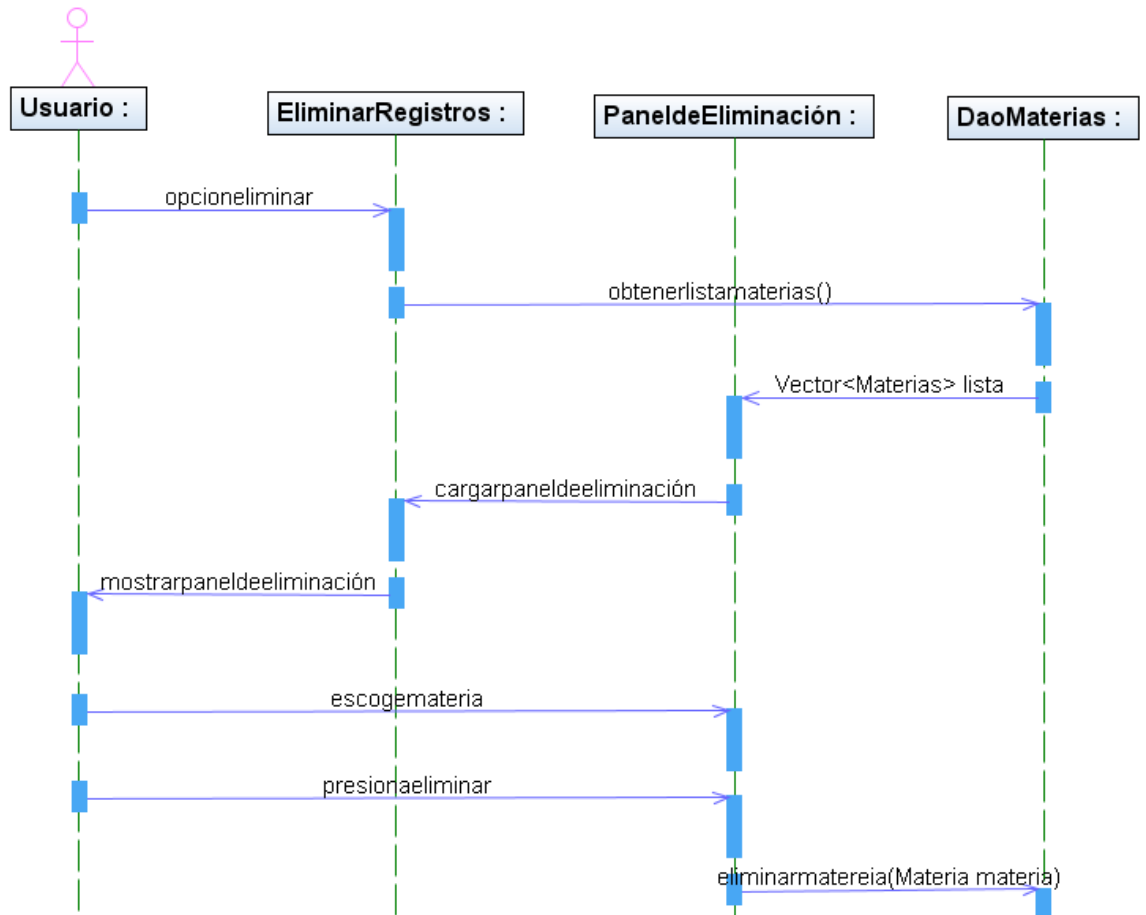 Usuario :
EliminarRegistros :
PaneldeEliminación :
DaoMaterias :
opcioneliminar
obtenerlistamaterias()
Vector<Materias> lista
cargarpaneldeeliminación
mostrarpaneldeeliminación
escogemateria
presionaeliminar
eliminarmatereia(Materia materia)